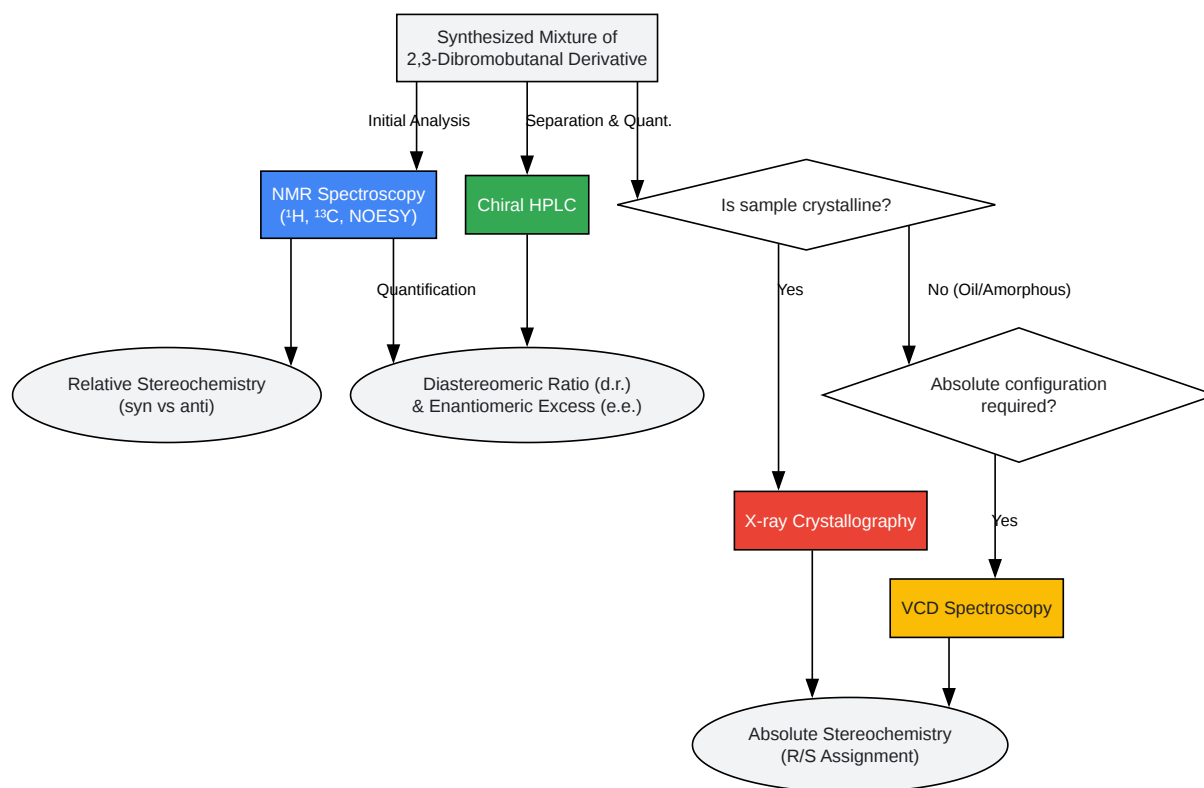 Synthesized Mixture of
2,3-Dibromobutanal Derivative
Initial Analysis
Separation & Quant.
NMR Spectroscopy
(¹H, ¹³C, NOESY)
Chiral HPLC
Is sample crystalline?
Quantification
Yes
No (Oil/Amorphous)
Relative Stereochemistry
(syn vs anti)
Diastereomeric Ratio (d.r.)
& Enantiomeric Excess (e.e.)
Absolute configuration
required?
X-ray Crystallography
Yes
VCD Spectroscopy
Absolute Stereochemistry
(R/S Assignment)